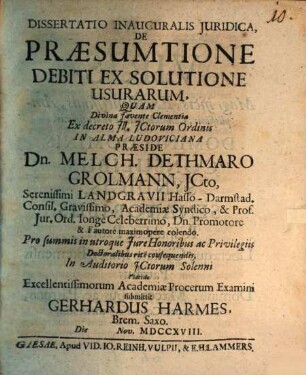 10.
DISSERTATIO INAUGURALIS JURIDICA,
DE
PRÆSUMTIONE
DEBITI EX SOLUTIONE
USURARUM,
QUAM
Divina favente Clementia
Ex decreto Ill. JCtorum Ordinis
IN ALMA LUDOVICIANA
PRÆSIDE
Dn. MELCH. DETHMARO
GROLMANN, JCto,
Serenissimi LANDGRAVII Hasso-Darmstad.
Consil. Gravissimo, Academiæ Syndico, & Prof.
Jur. Ord. longe Celeberrimo, Dn. Promotore
& Fautore maximopere colendo.
Pro summis in utroque Jure Honoribus ac Privilegiis
Doctoralibus rite consequendis,
In Auditorio JCtorum Solenni
Excellentissimorum Academiæ Procerum Examini
submittit
GERHARDUS HARMES,
Brem. Saxo.
Die Nov. MDCCXVIII.
GIESAE, Apud VID. JO. REINH. VULPII, & E.H. LAMMERS.